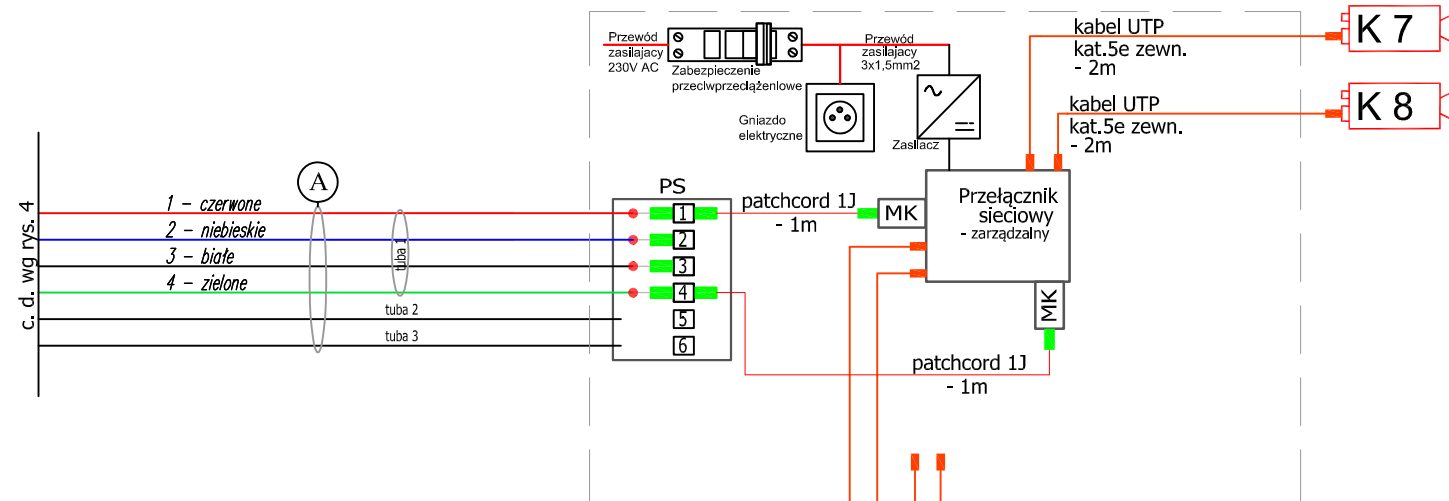 Przewód
zasilajacy
230V AC
Zabezpieczenie
przeciwprzeciążeniowe
Przewód
zasilajacy
3x1,5mm2
Gniazdo
elektryczne
Zasilacz
kabel UTP
kat.5e zewn.
- 2m
K 7
kabel UTP
kat.5e zewn.
- 2m
K 8
c. d. wg rys. 4
A
1 - czerwone
2 - niebieskie
3 - białe
4 - zielone
tuba 1
tuba 2
tuba 3
PS
1
2
3
4
5
6
patchcord 1J
- 1m
MK
Przełącznik
sieciowy
- zarządzalny
MK
patchcord 1J
- 1m